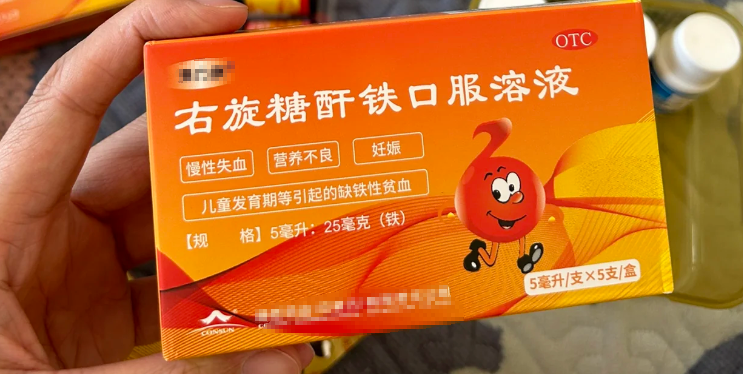 OTC
右旋糖酐铁口服溶液
慢性失血 营养不良 妊娠
儿童发育期等引起的缺铁性贫血
【规 格】5毫升：25毫克（铁）
5毫升/支×5支/盒
CONSUN